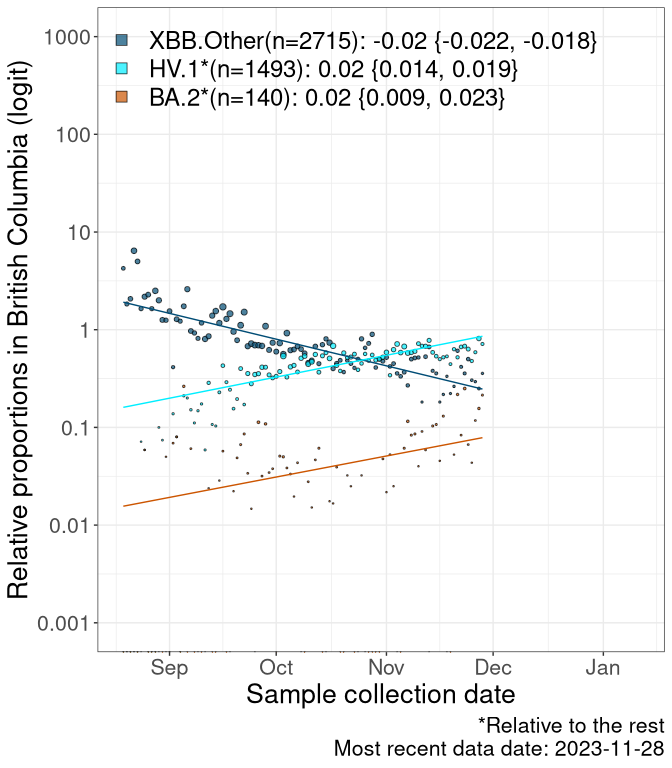 XBB.Other(n=2715): -0.02 {-0.022, -0.018}
HV.1*(n=1493): 0.02 {0.014, 0.019}
BA.2*(n=140): 0.02 {0.009, 0.023}
Relative proportions in British Columbia (logit)
1000
100
10
1
0.1
0.01
0.001
Sep Oct Nov Dec Jan
Sample collection date
*Relative to the rest
Most recent data date: 2023-11-28